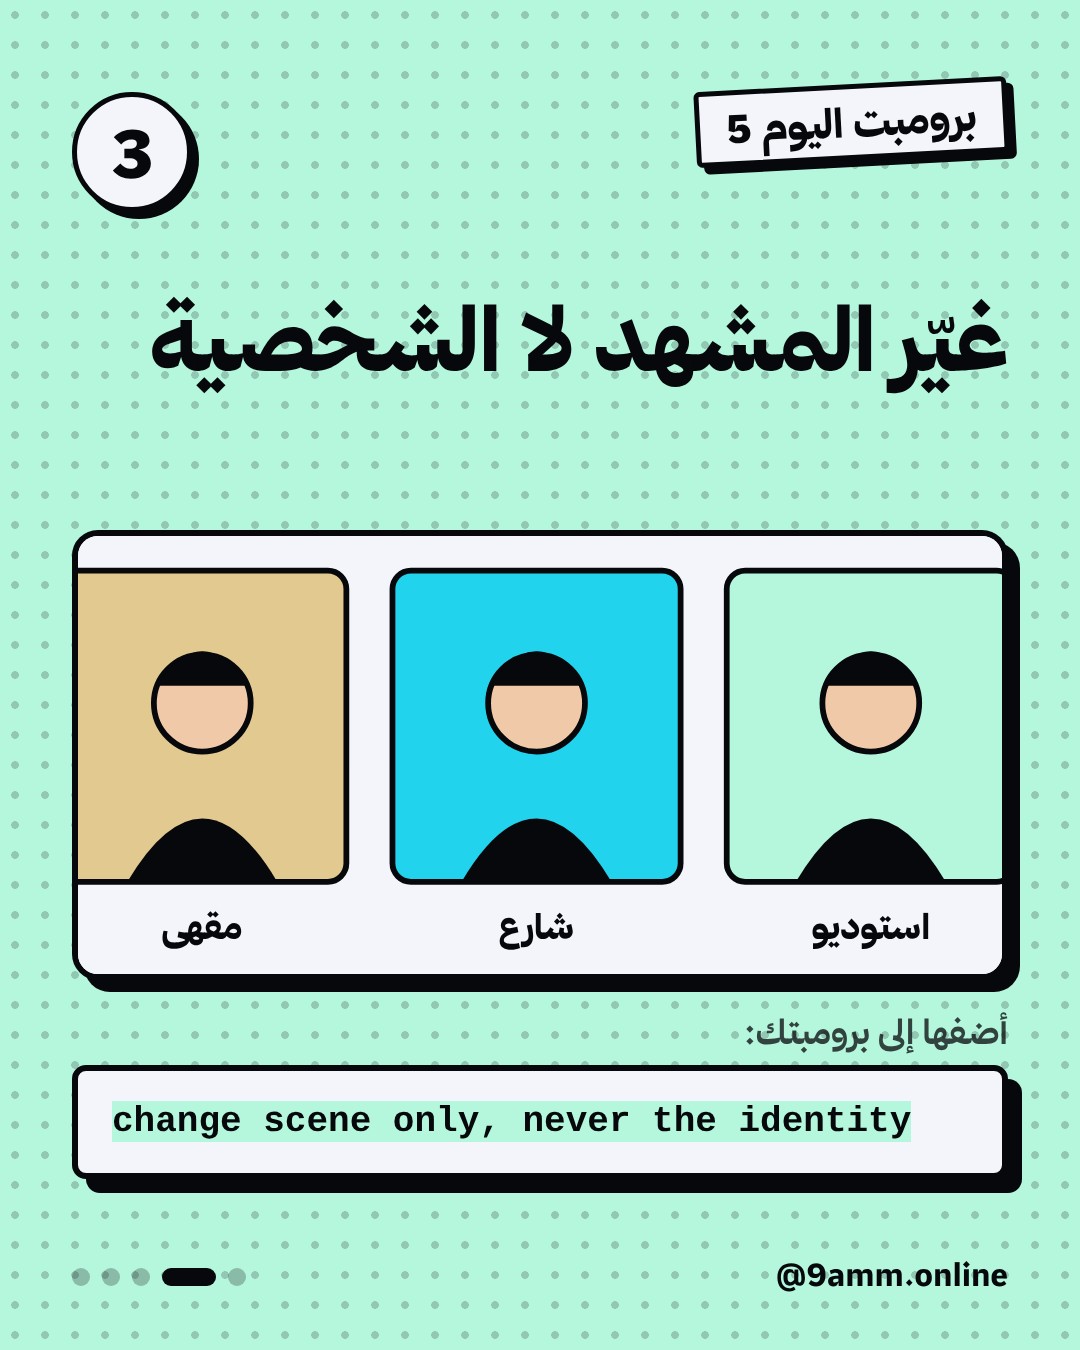 برومبت اليوم 5
3
غيّر المشهد لا الشخصية
استوديو
شارع
مقهى
أضفها إلى برومبتك:
change scene only, never the identity
@9amm.online